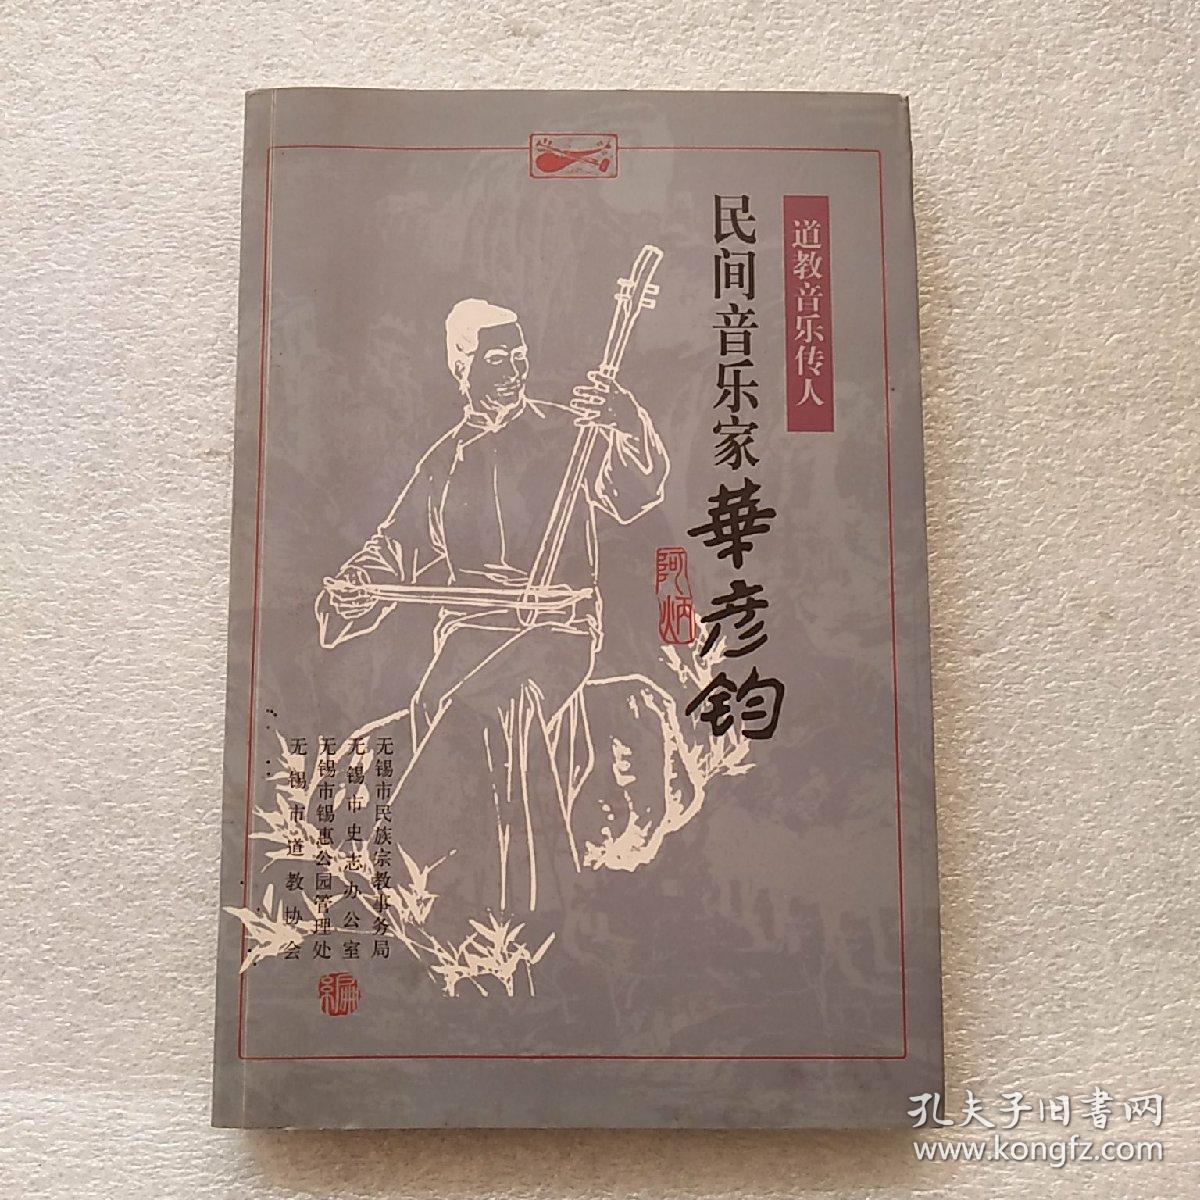 道教音乐传人
民间音乐家華彦钧
阿炳
无锡市民族宗教事务局
无锡市史志办公室
无锡市锡惠公园管理处
无锡市道教协会
编
孔夫子旧书网
www.kongfz.com